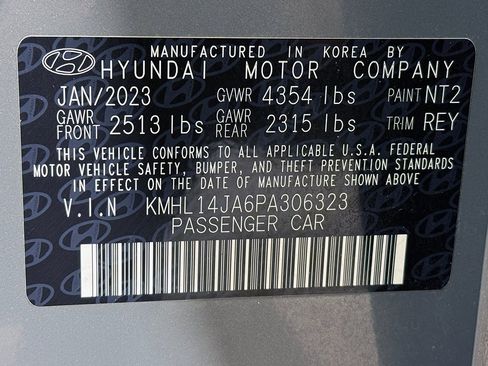 MANUFACTURED IN KOREA BY
HYUNDAI MOTOR COMPANY
JAN/2023 GVWR 4354 lbs PAINT NT2
GAWR FRONT 2513 lbs GAWR REAR 2315 lbs TRIM REY
THIS VEHICLE CONFORMS TO ALL APPLICABLE U.S.A. FEDERAL
MOTOR VEHICLE SAFETY, BUMPER, AND THEFT PREVENTION STANDARDS
IN EFFECT ON THE DATE OF MANUFACTURE SHOWN ABOVE.
V.I.N KMHL14JA6PA306323
PASSENGER CAR